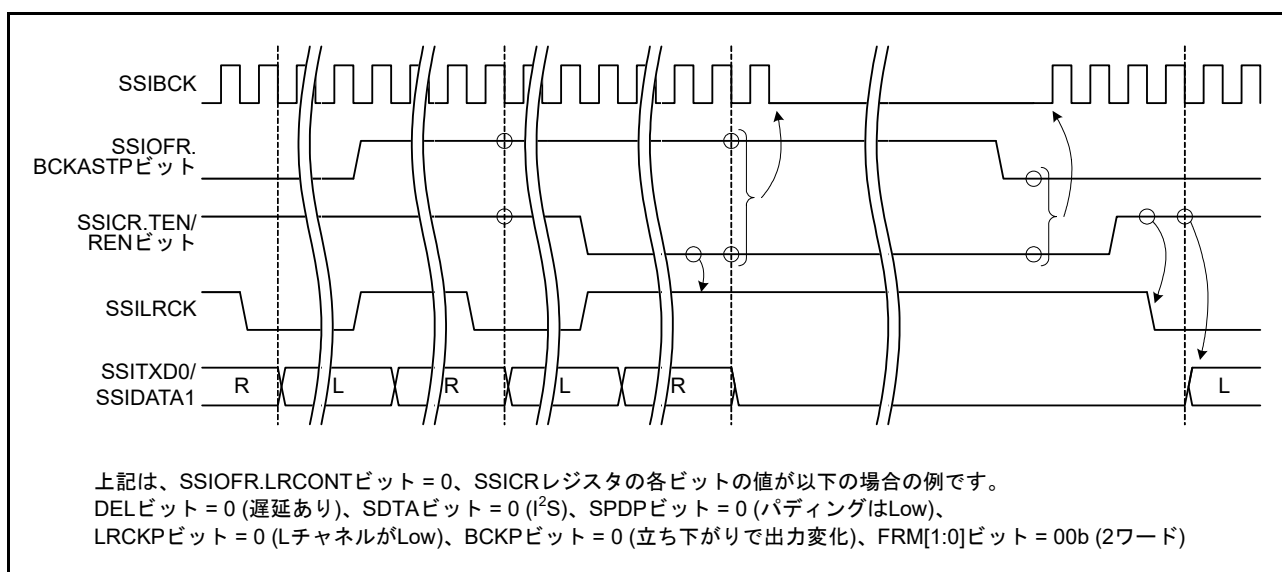 SSIBCK
SSIOFR.
BCKASTPビット
SSICR.TEN/
RENビット
SSILRCK
SSITXD0/
SSIDATA1
R
L
R
L
R
L
上記は、SSIOFR.LRCONTビット = 0、SSICRレジスタの各ビットの値が以下の場合の例です。
DELビット = 0 (遅延あり)、SDTAビット = 0 (I²S)、SPDPビット = 0 (パディングはLow)、
LRCKPビット = 0 (LチャネルがLow)、BCKPビット = 0 (立ち下がりで出力変化)、FRM[1:0]ビット = 00b (2ワード)